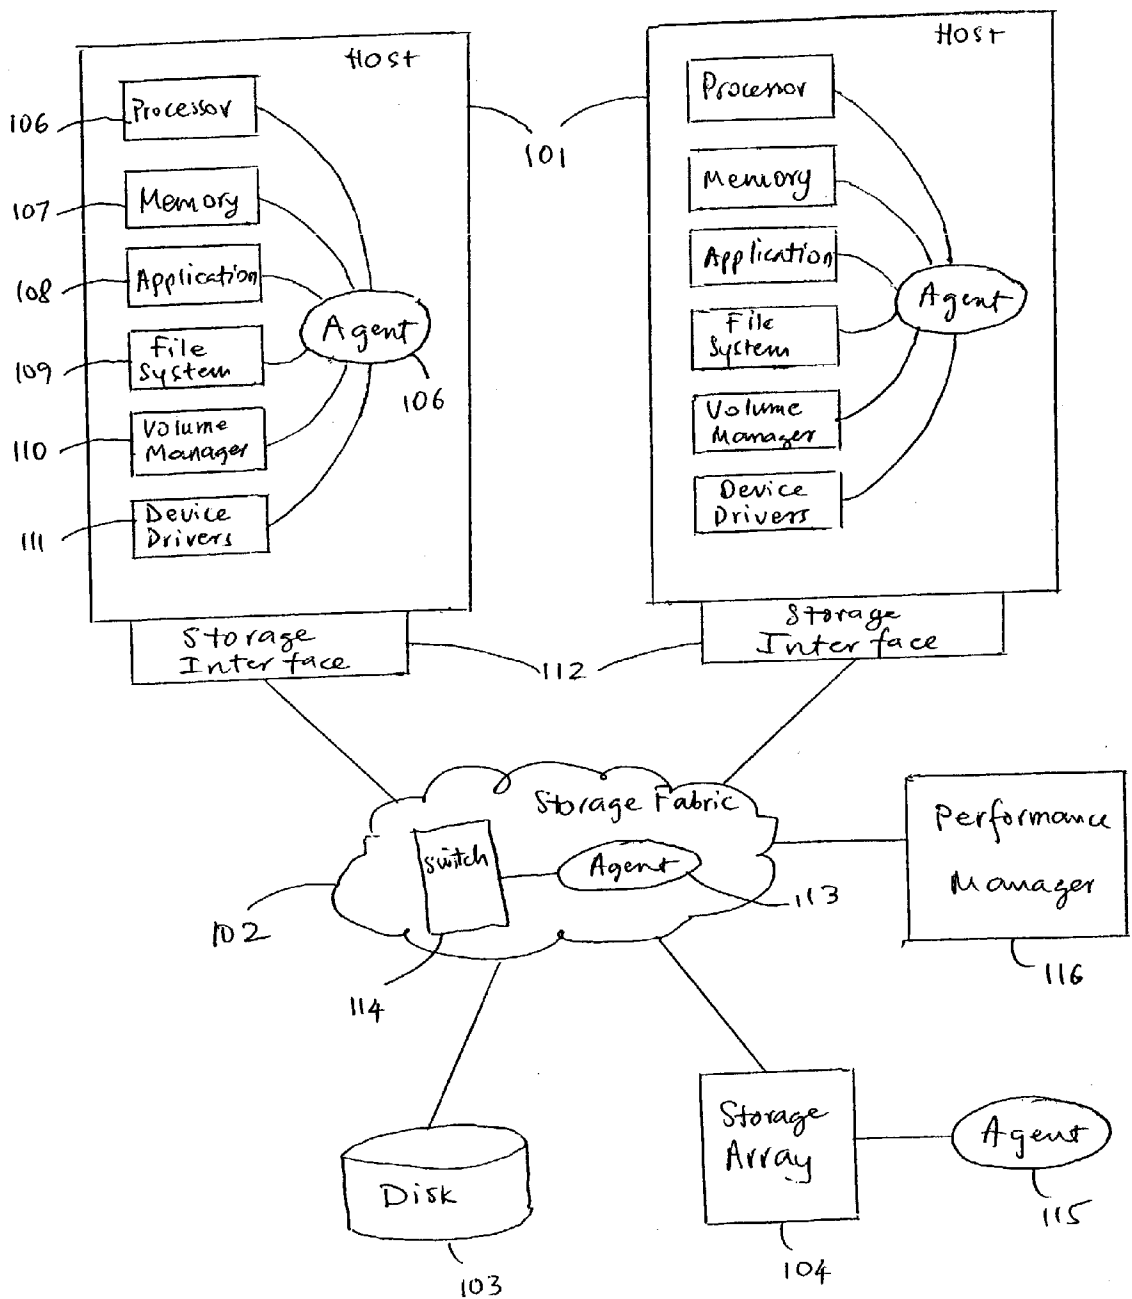 Host
Processor
106
Memory
107
Application
108
File
System
109
Volume
Manager
110
Device
Drivers
111
Agent
106
101
Host
Processor
Memory
Application
File
System
Volume
Manager
Device
Drivers
Agent
Storage
Interface
112
Storage
Interface
Storage Fabric
Switch
Agent
113
102
114
Performance
Manager
116
Disk
103
Storage
Array
104
Agent
115